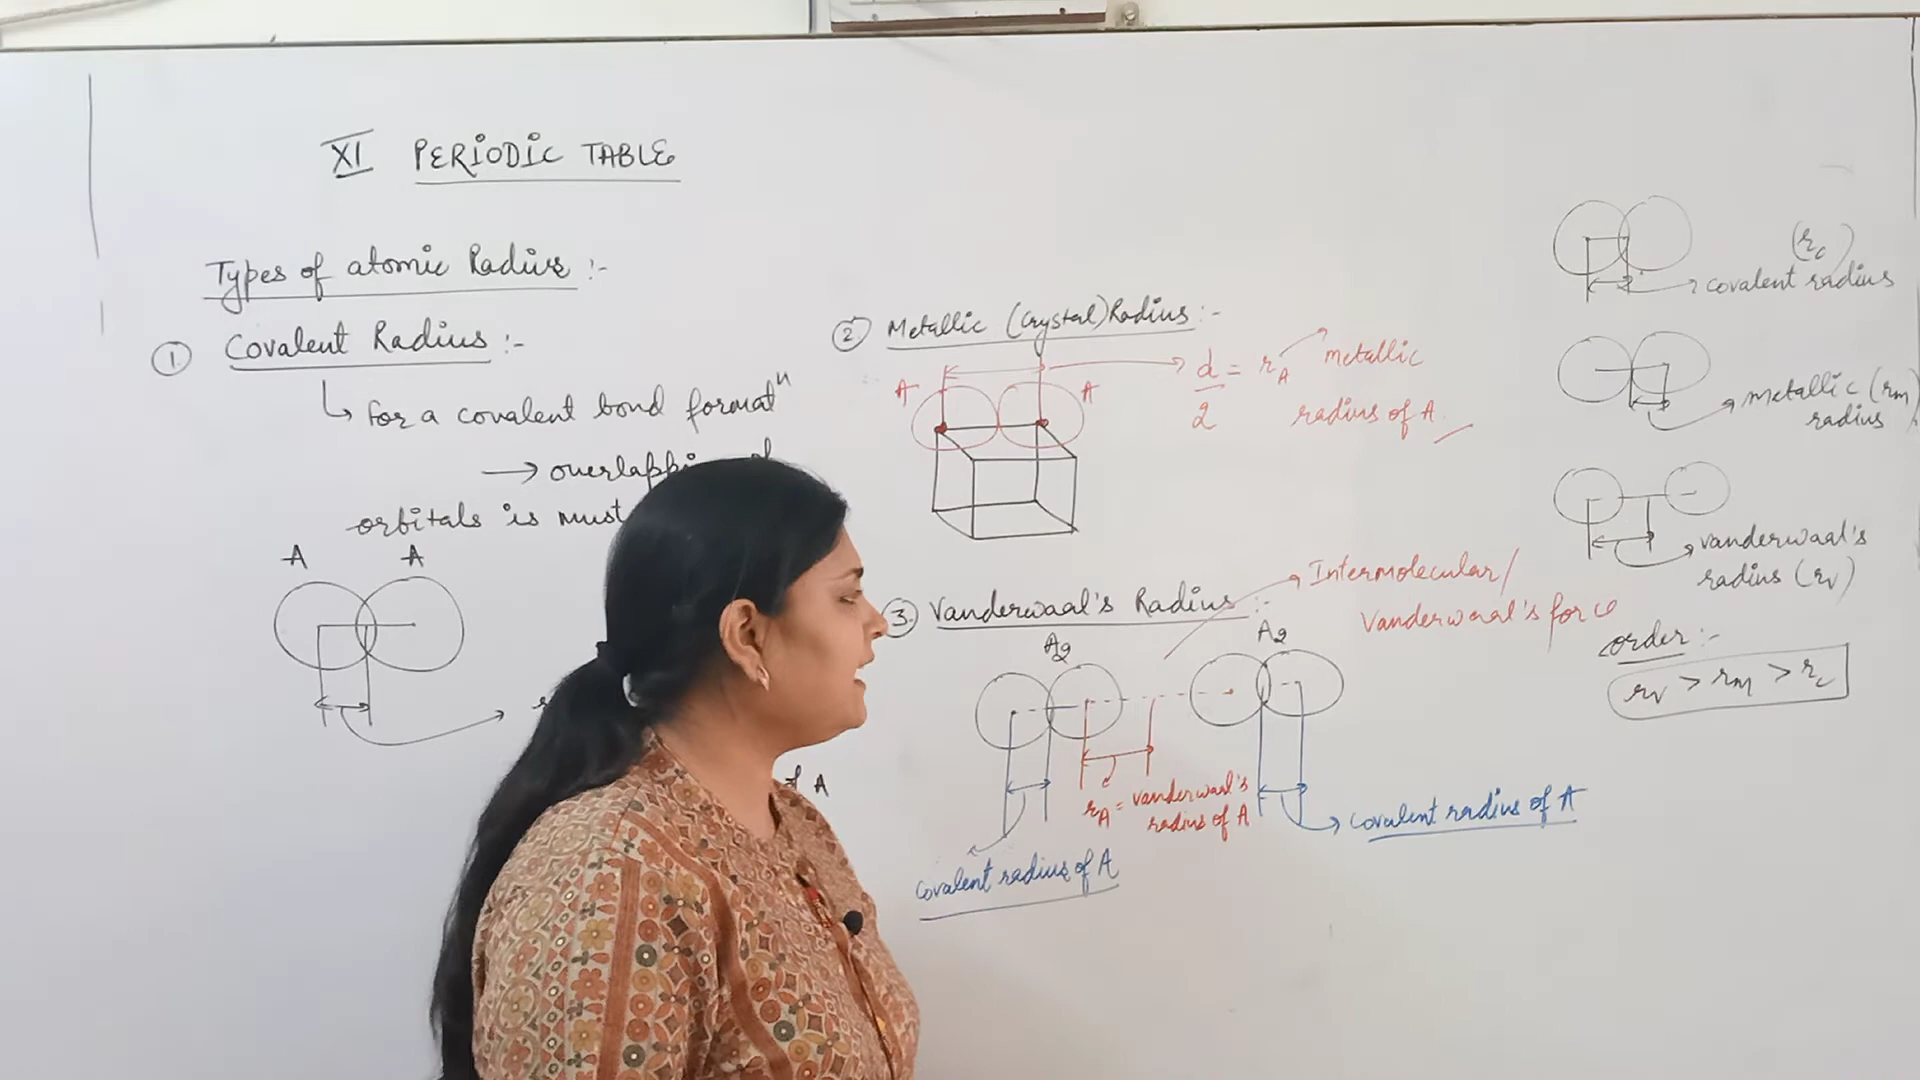 XI PERIODIC TABLE
Types of atomic Radius :-
① Covalent Radius :-
↳ for a covalent bond formatⁿ
→ overlapping of
orbitals is must
A A
of A
② Metallic (Crystal) Radius :-
A A
d/2 = rA metallic
radius of A
③ Vanderwaal's Radius :-
Intermolecular/
Vanderwaal's force
A2 A2
rA = vanderwaal's
radius of A
covalent radius of A
covalent radius of A
(rc)
covalent radius
metallic (rm)
radius
vanderwaal's
radius (rv)
order :-
rv > rm > rc